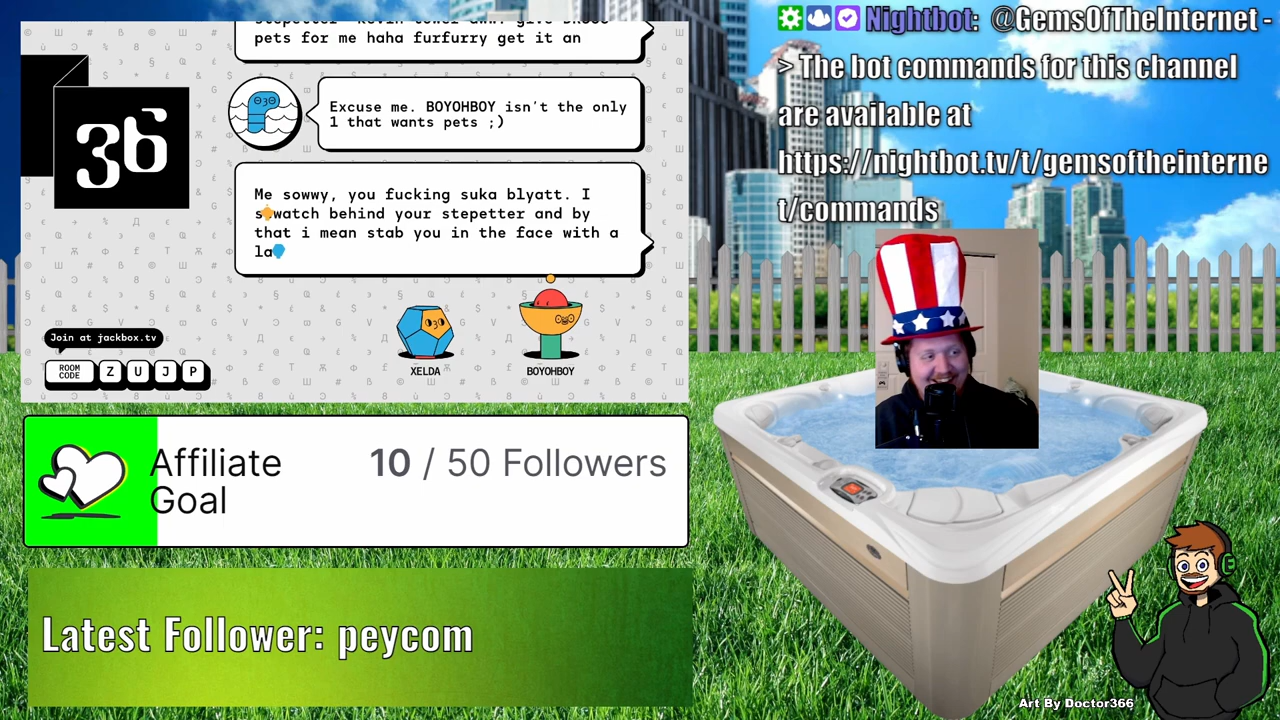 pets for me haha furfurry get it an
Excuse me. BOYOHBOY isn't the only
1 that wants pets ;)
Me sowwy, you fucking suka blyatt. I
watch behind your stepetter and by
that i mean stab you in the face with a
la
36
Join at jackbox.tv
ROOM
CODE
Z U J P
XELDA
BOYOHBOY
Affiliate
Goal
10 / 50 Followers
Latest Follower: peycom
Nightbot: @GemsOfTheInternet -
> The bot commands for this channel
are available at
https://nightbot.tv/t/gemsoftheinterne
t/commands
Art By Doctor366